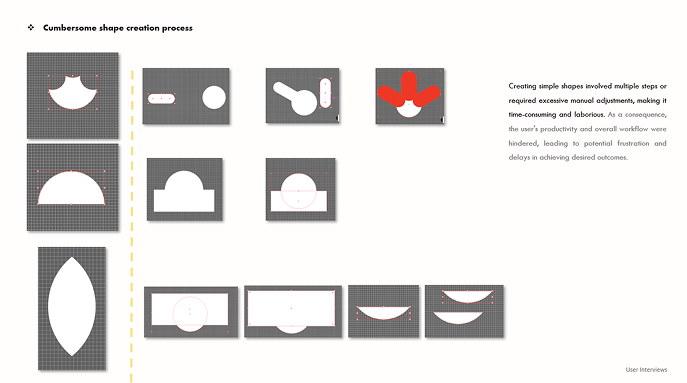 ❖ Cumbersome shape creation process
Creating simple shapes involved multiple steps or
required excessive manual adjustments, making it
time-consuming and laborious. As a consequence,
the user's productivity and overall workflow were
hindered, leading to potential frustration and
delays in achieving desired outcomes.
User Interviews